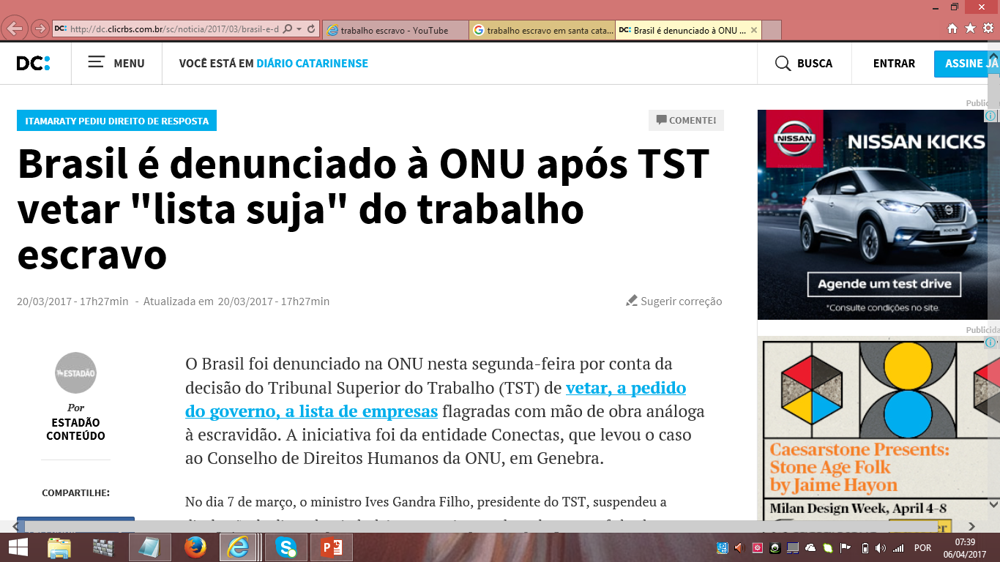 http://dc.clicrbs.com.br/sc/noticia/2017/03/brasil-e-d
trabalho escravo - YouTube
trabalho escravo em santa cata...
DC: Brasil é denunciado à ONU ...
DC:
MENU
VOCÊ ESTÁ EM DIÁRIO CATARINENSE
BUSCA
ENTRAR
ASSINE JÁ
ITAMARATY PEDIU DIREITO DE RESPOSTA
COMENTE!
Brasil é denunciado à ONU após TST
vetar "lista suja" do trabalho
escravo
20/03/2017 - 17h27min - Atualizada em 20/03/2017 - 17h27min
Sugerir correção
ESTADÃO
Por
ESTADÃO
CONTEÚDO
COMPARTILHE:
O Brasil foi denunciado na ONU nesta segunda-feira por conta da
decisão do Tribunal Superior do Trabalho (TST) de vetar, a pedido
do governo, a lista de empresas flagradas com mão de obra análoga
à escravidão. A iniciativa foi da entidade Conectas, que levou o caso
ao Conselho de Direitos Humanos da ONU, em Genebra.
No dia 7 de março, o ministro Ives Gandra Filho, presidente do TST, suspendeu a
NISSAN
NISSAN KICKS
KICKS
Agende um test drive
*Consulte condições no site.
Caesarstone Presents:
Stone Age Folk
by Jaime Hayon
Milan Design Week, April 4-8
POR
07:39
06/04/2017